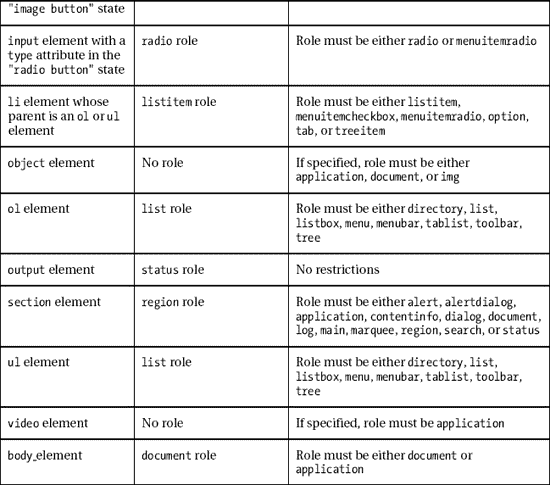 "image button" state
input element with a
type attribute in the
"radio button" state
radio role
Role must be either radio or menuitemradio
li element whose
parent is an ol or ul
element
listitem role
Role must be either listitem,
menuitemcheckbox, menuitemradio, option,
tab, or treeitem
object element
No role
If specified, role must be either
application, document, or img
ol element
list role
Role must be either directory, list,
listbox, menu, menubar, tablist, toolbar,
tree
output element
status role
No restrictions
section element
region role
Role must be either alert, alertdialog,
application, contentinfo, dialog, document,
log, main, marquee, region, search, or status
ul element
list role
Role must be either directory, list,
listbox, menu, menubar, tablist, toolbar,
tree
video element
No role
If specified, role must be application
body_element
document role
Role must be either document or
application